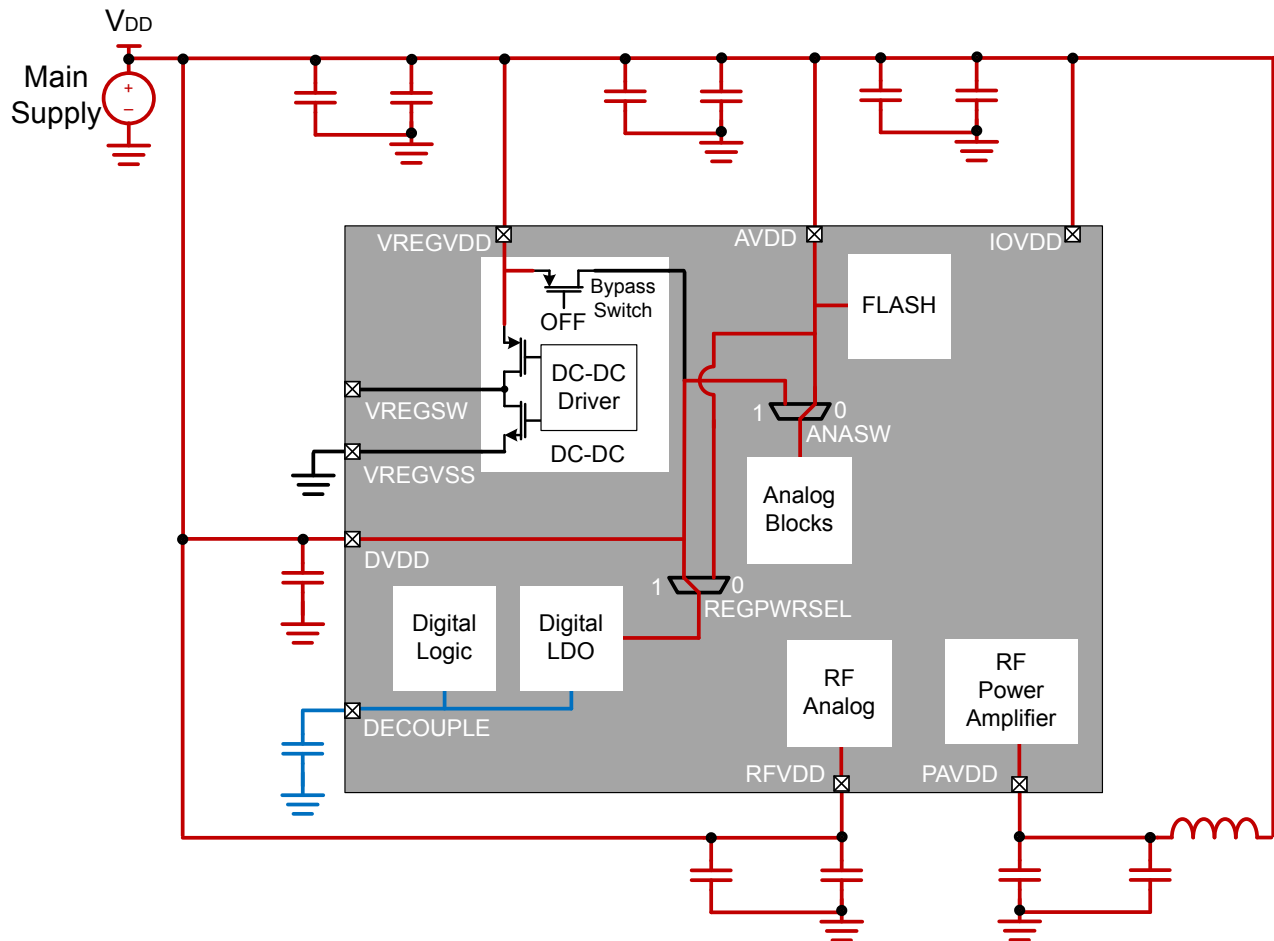 VDD
Main
Supply
+
–
VREGVDD
AVDD
IOVDD
Bypass
Switch
OFF
FLASH
DC-DC
Driver
VREGSW
1
0
ANASW
DC-DC
VREGVSS
Analog
Blocks
DVDD
1
0
REGPWRSEL
Digital
Logic
Digital
LDO
RF
Analog
RF
Power
Amplifier
DECOUPLE
RFVDD
PAVDD